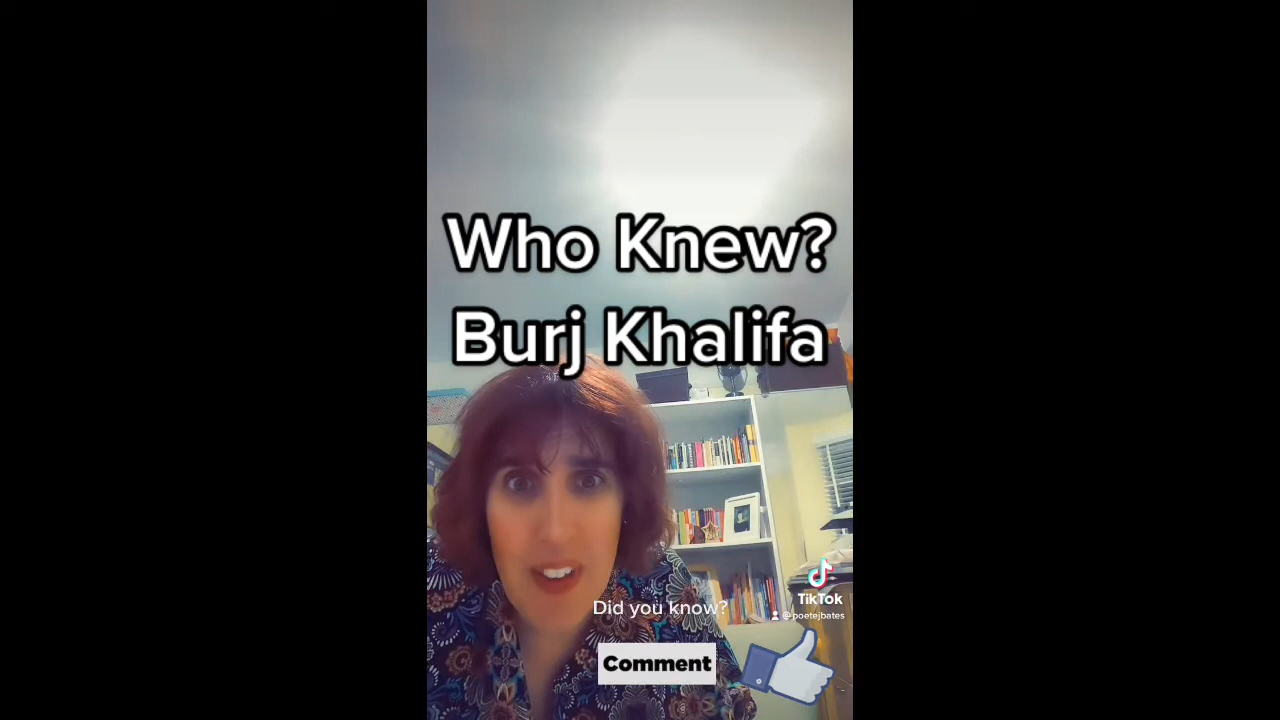 Who Knew?
Burj Khalifa
Did you know?
TikTok
@poetejbates
Comment